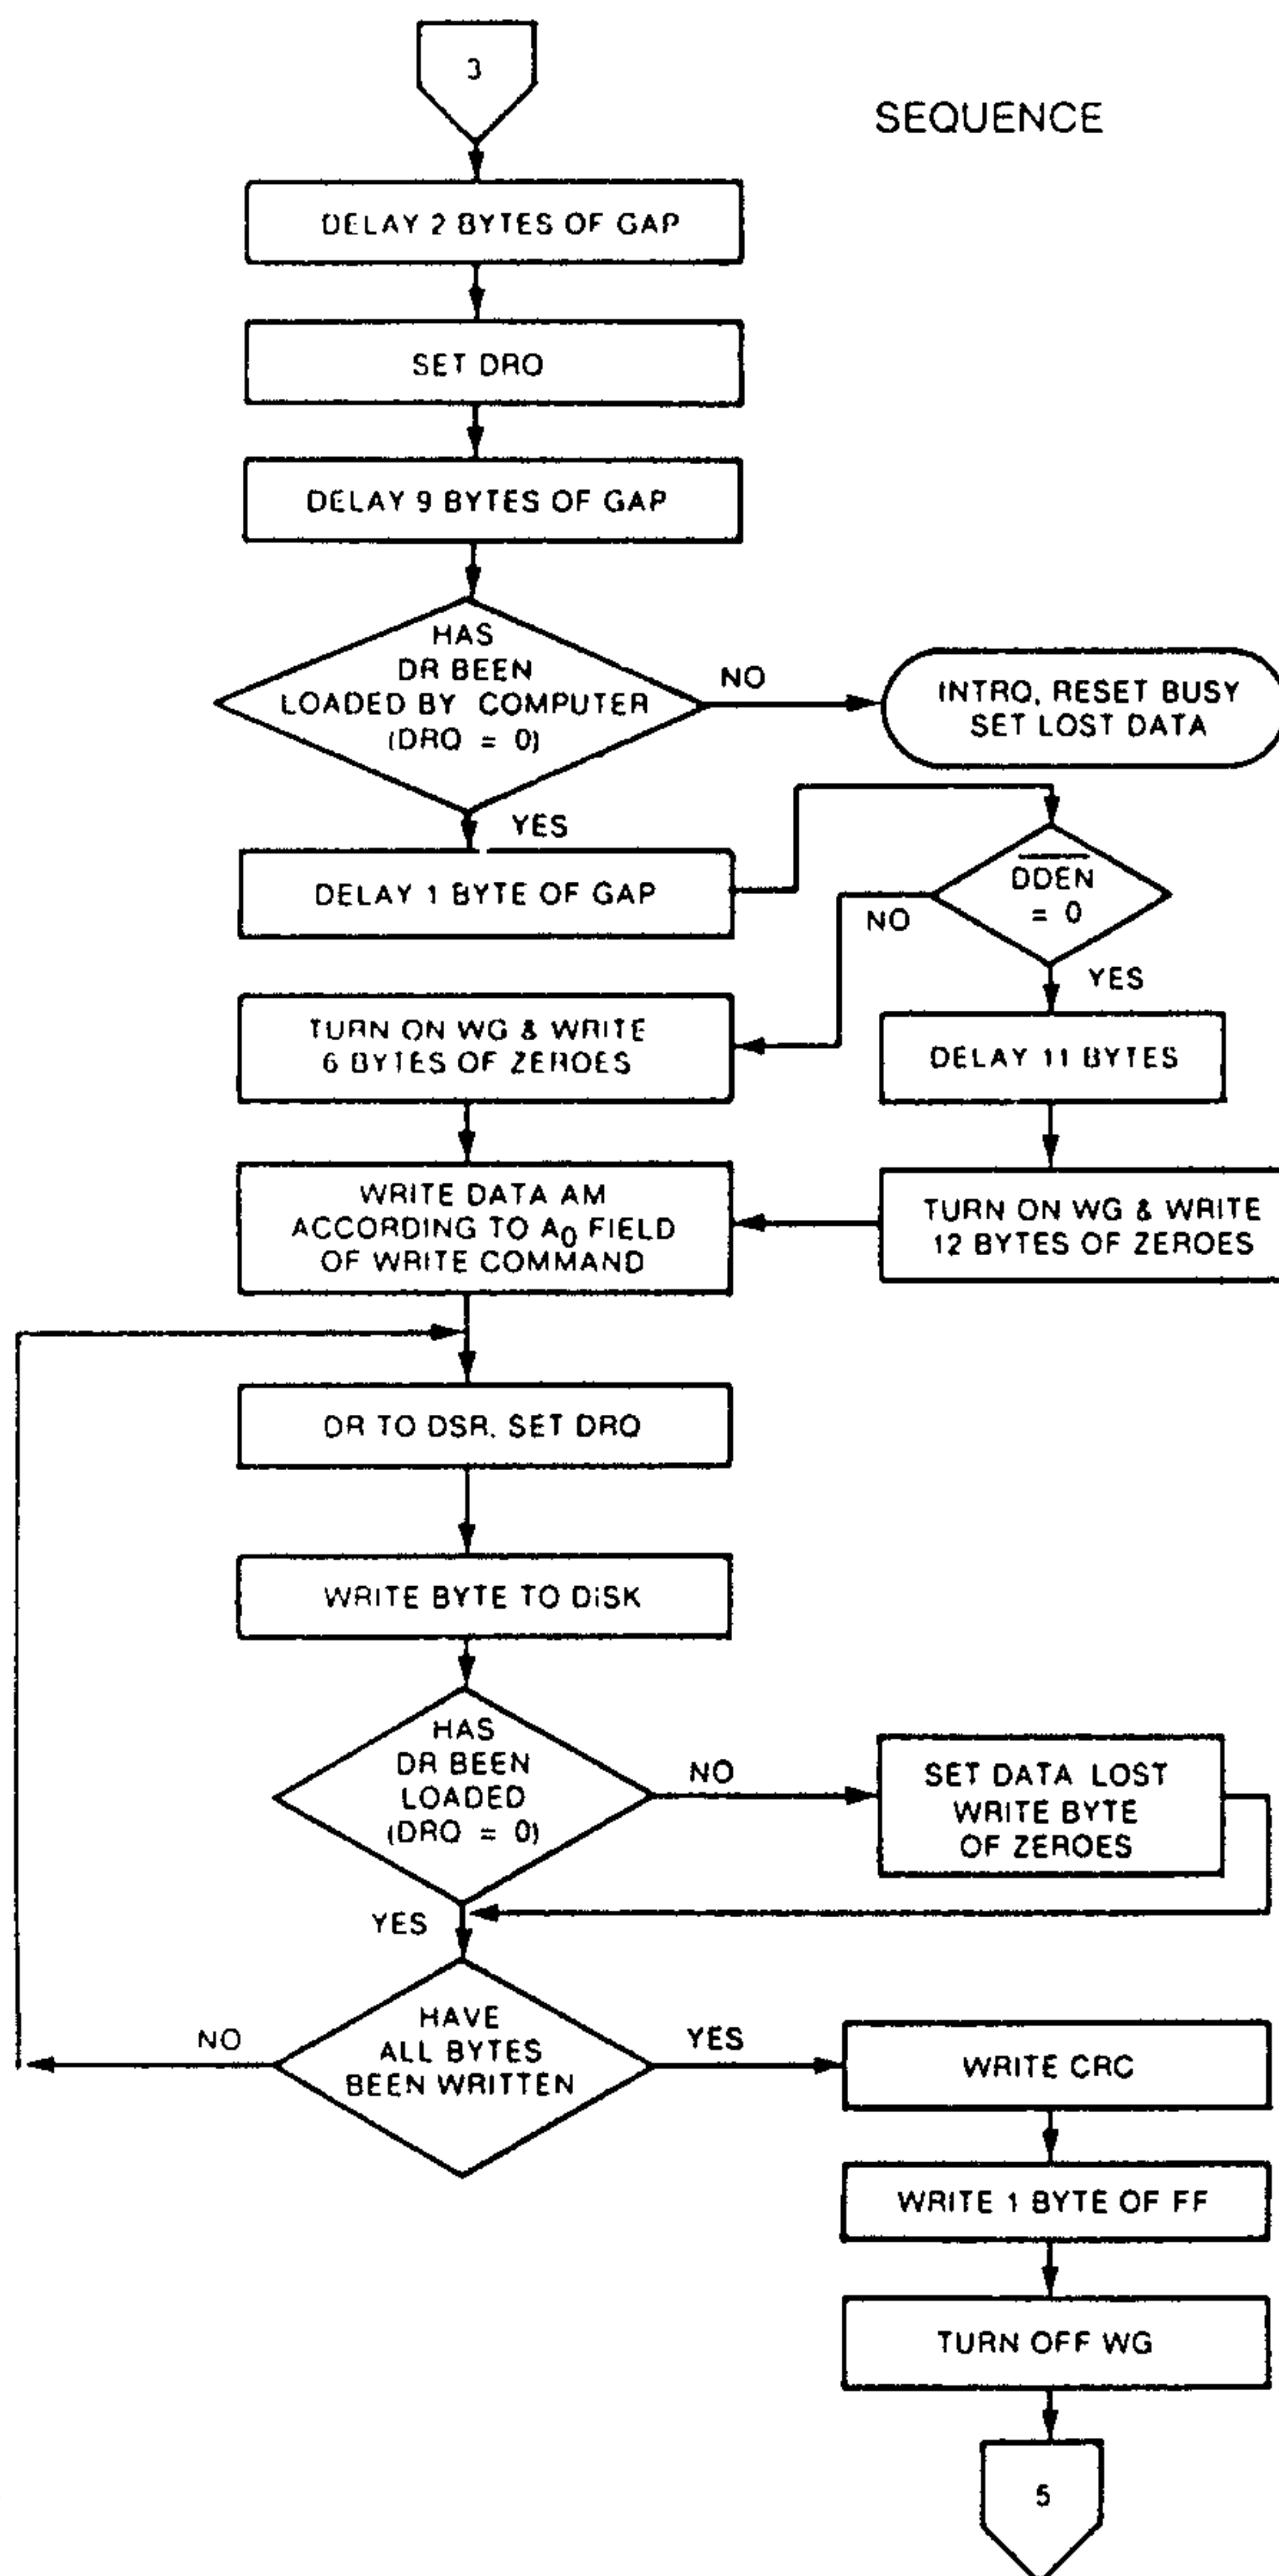 3
SEQUENCE
DELAY 2 BYTES OF GAP
SET DRQ
DELAY 9 BYTES OF GAP
HAS
DR BEEN
LOADED BY COMPUTER
(DRQ = 0)
NO
INTRQ, RESET BUSY
SET LOST DATA
YES
DELAY 1 BYTE OF GAP
DDEN
= 0
NO
YES
TURN ON WG & WRITE
6 BYTES OF ZEROES
DELAY 11 BYTES
WRITE DATA AM
ACCORDING TO A0 FIELD
OF WRITE COMMAND
TURN ON WG & WRITE
12 BYTES OF ZEROES
DR TO DSR, SET DRQ
WRITE BYTE TO DISK
HAS
DR BEEN
LOADED
(DRQ = 0)
NO
SET DATA LOST
WRITE BYTE
OF ZEROES
YES
HAVE
ALL BYTES
BEEN WRITTEN
NO
YES
WRITE CRC
WRITE 1 BYTE OF FF
TURN OFF WG
5